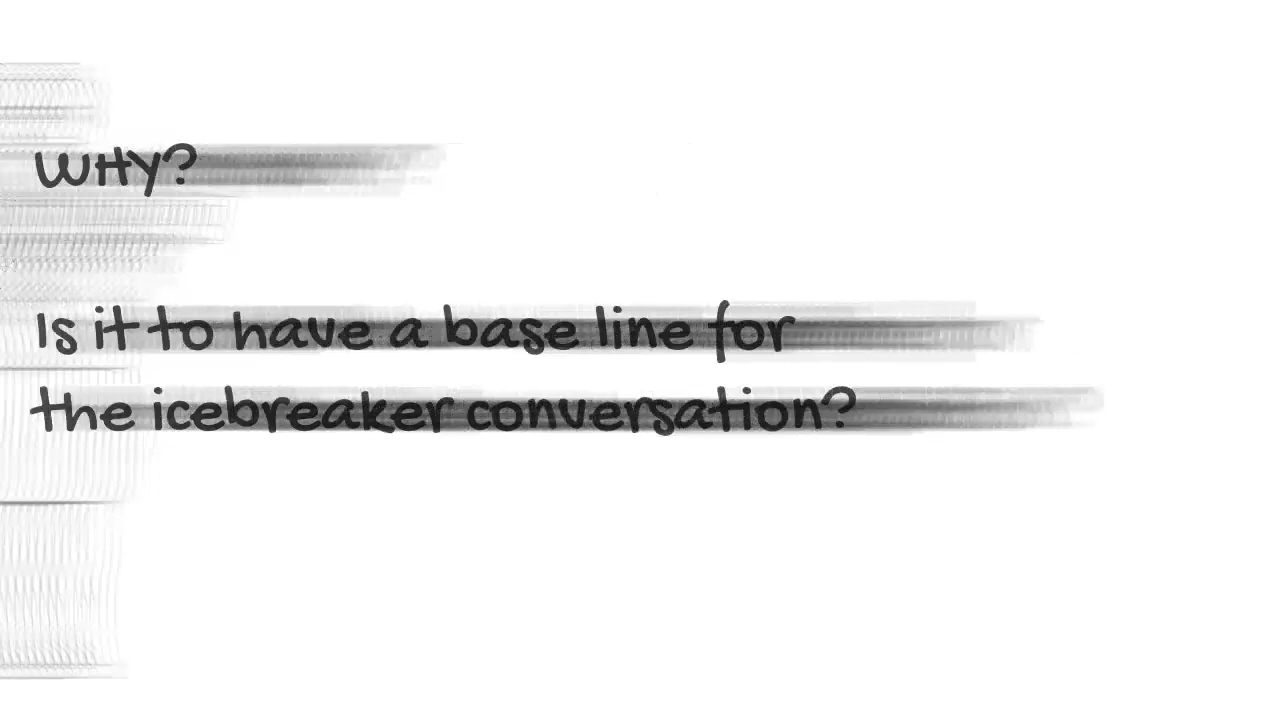 WHY?
Is it to have a base line for
the icebreaker conversation?